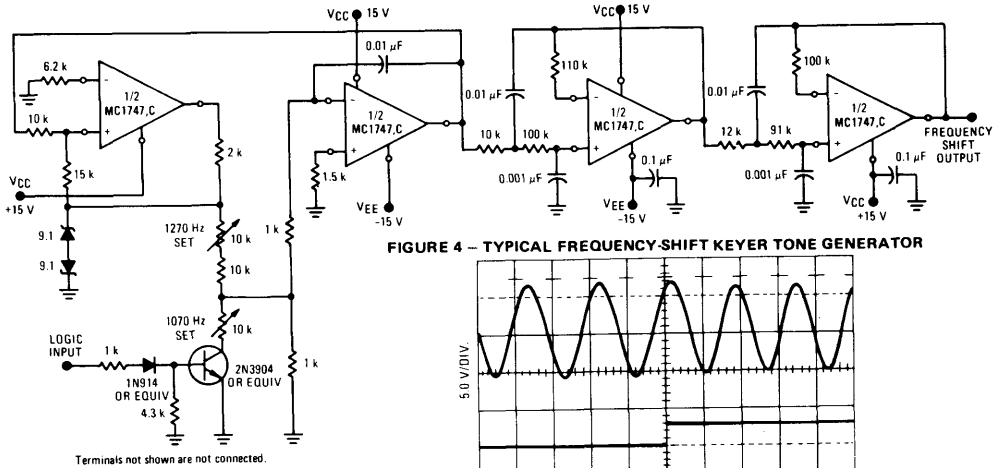 VCC 15 V
VCC 15 V
0.01 µF
6.2 k
1/2
MC1747,C
10 k
15 k
2 k
VCC
+15 V
9.1
9.1
1270 Hz
SET
10 k
10 k
1070 Hz
SET
10 k
LOGIC
INPUT
1 k
1N914
OR EQUIV
4.3 k
2N3904
OR EQUIV
1 k
1 k
1.5 k
1/2
MC1747,C
VEE
-15 V
10 k
100 k
0.01 µF
110 k
1/2
MC1747,C
0.001 µF
0.1 µF
VEE
-15 V
12 k
91 k
0.01 µF
100 k
1/2
MC1747,C
0.001 µF
0.1 µF
VCC
+15 V
FREQUENCY
SHIFT
OUTPUT
FIGURE 4 – TYPICAL FREQUENCY-SHIFT KEYER TONE GENERATOR
5.0 V/DIV.
Terminals not shown are not connected.